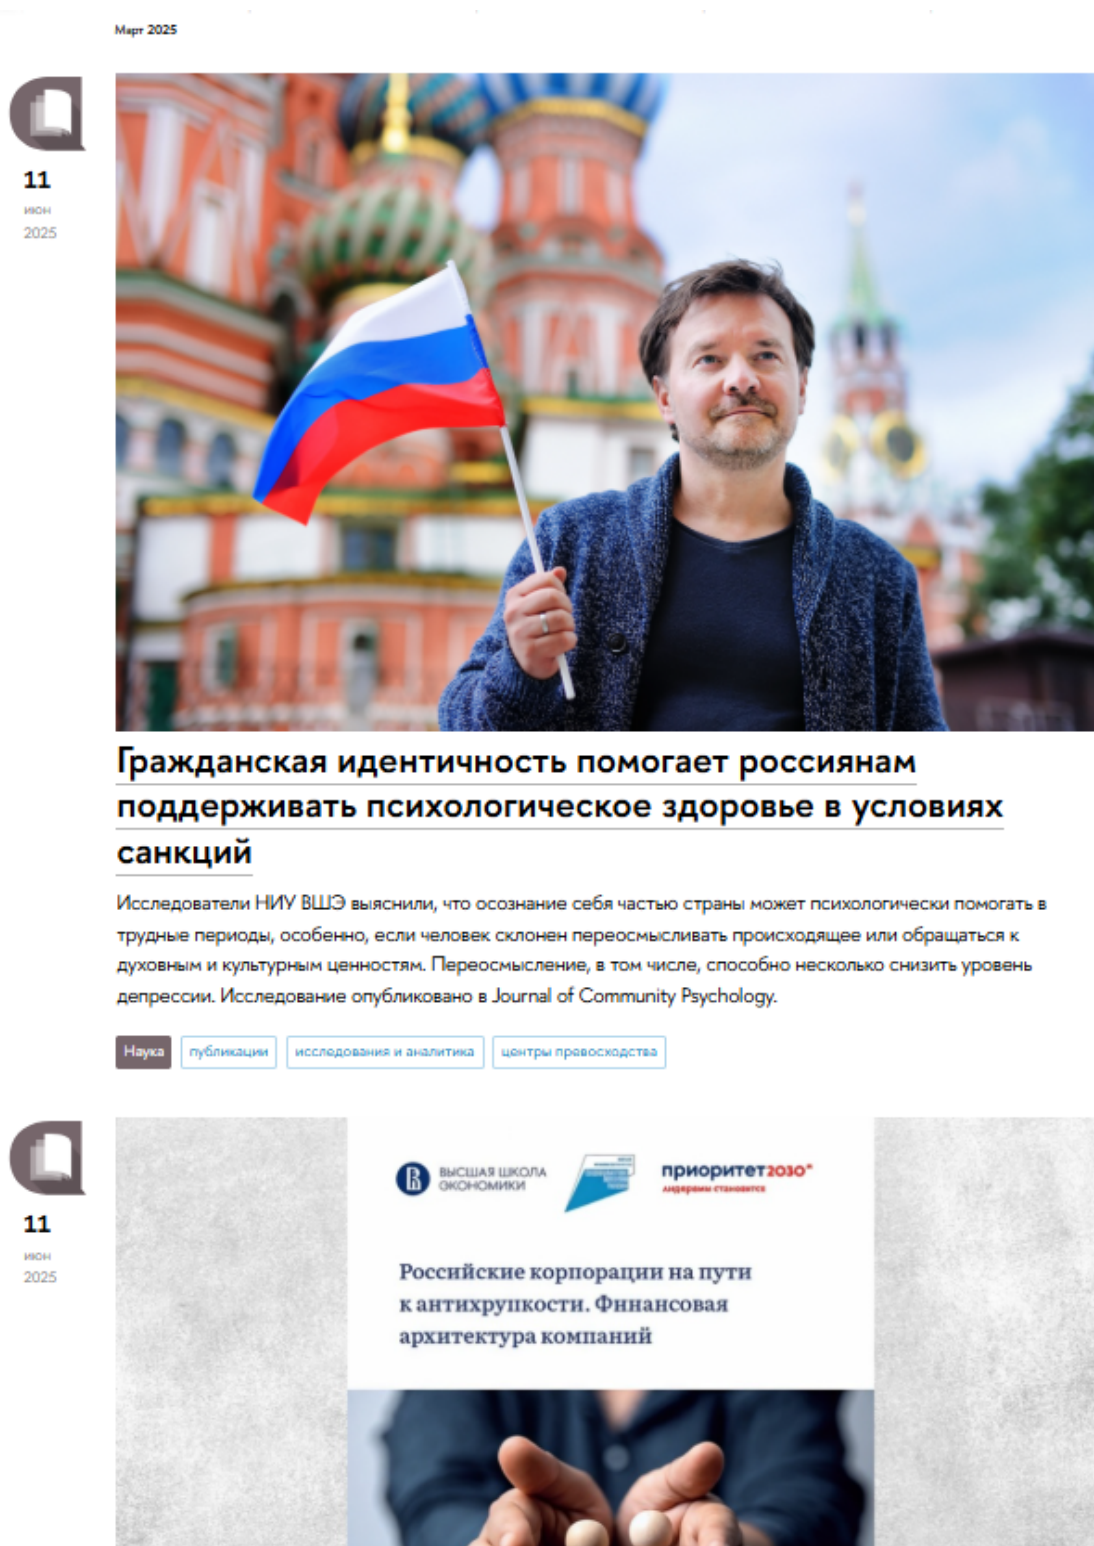 Март 2025
11
июн
2025
Гражданская идентичность помогает россиянам
поддерживать психологическое здоровье в условиях
санкций
Исследователи НИУ ВШЭ выяснили, что осознание себя частью страны может психологически помогать в
трудные периоды, особенно, если человек склонен переосмысливать происходящее или обращаться к
духовным и культурным ценностям. Переосмысление, в том числе, способно несколько снизить уровень
депрессии. Исследование опубликовано в Journal of Community Psychology.
Наука публикации исследования и аналитика центры превосходства
11
июн
2025
ВЫСШАЯ ШКОЛА
ЭКОНОМИКИ
приоритет2030*
лидерами становятся
Российские корпорации на пути
к антихрупкости. Финансовая
архитектура компаний